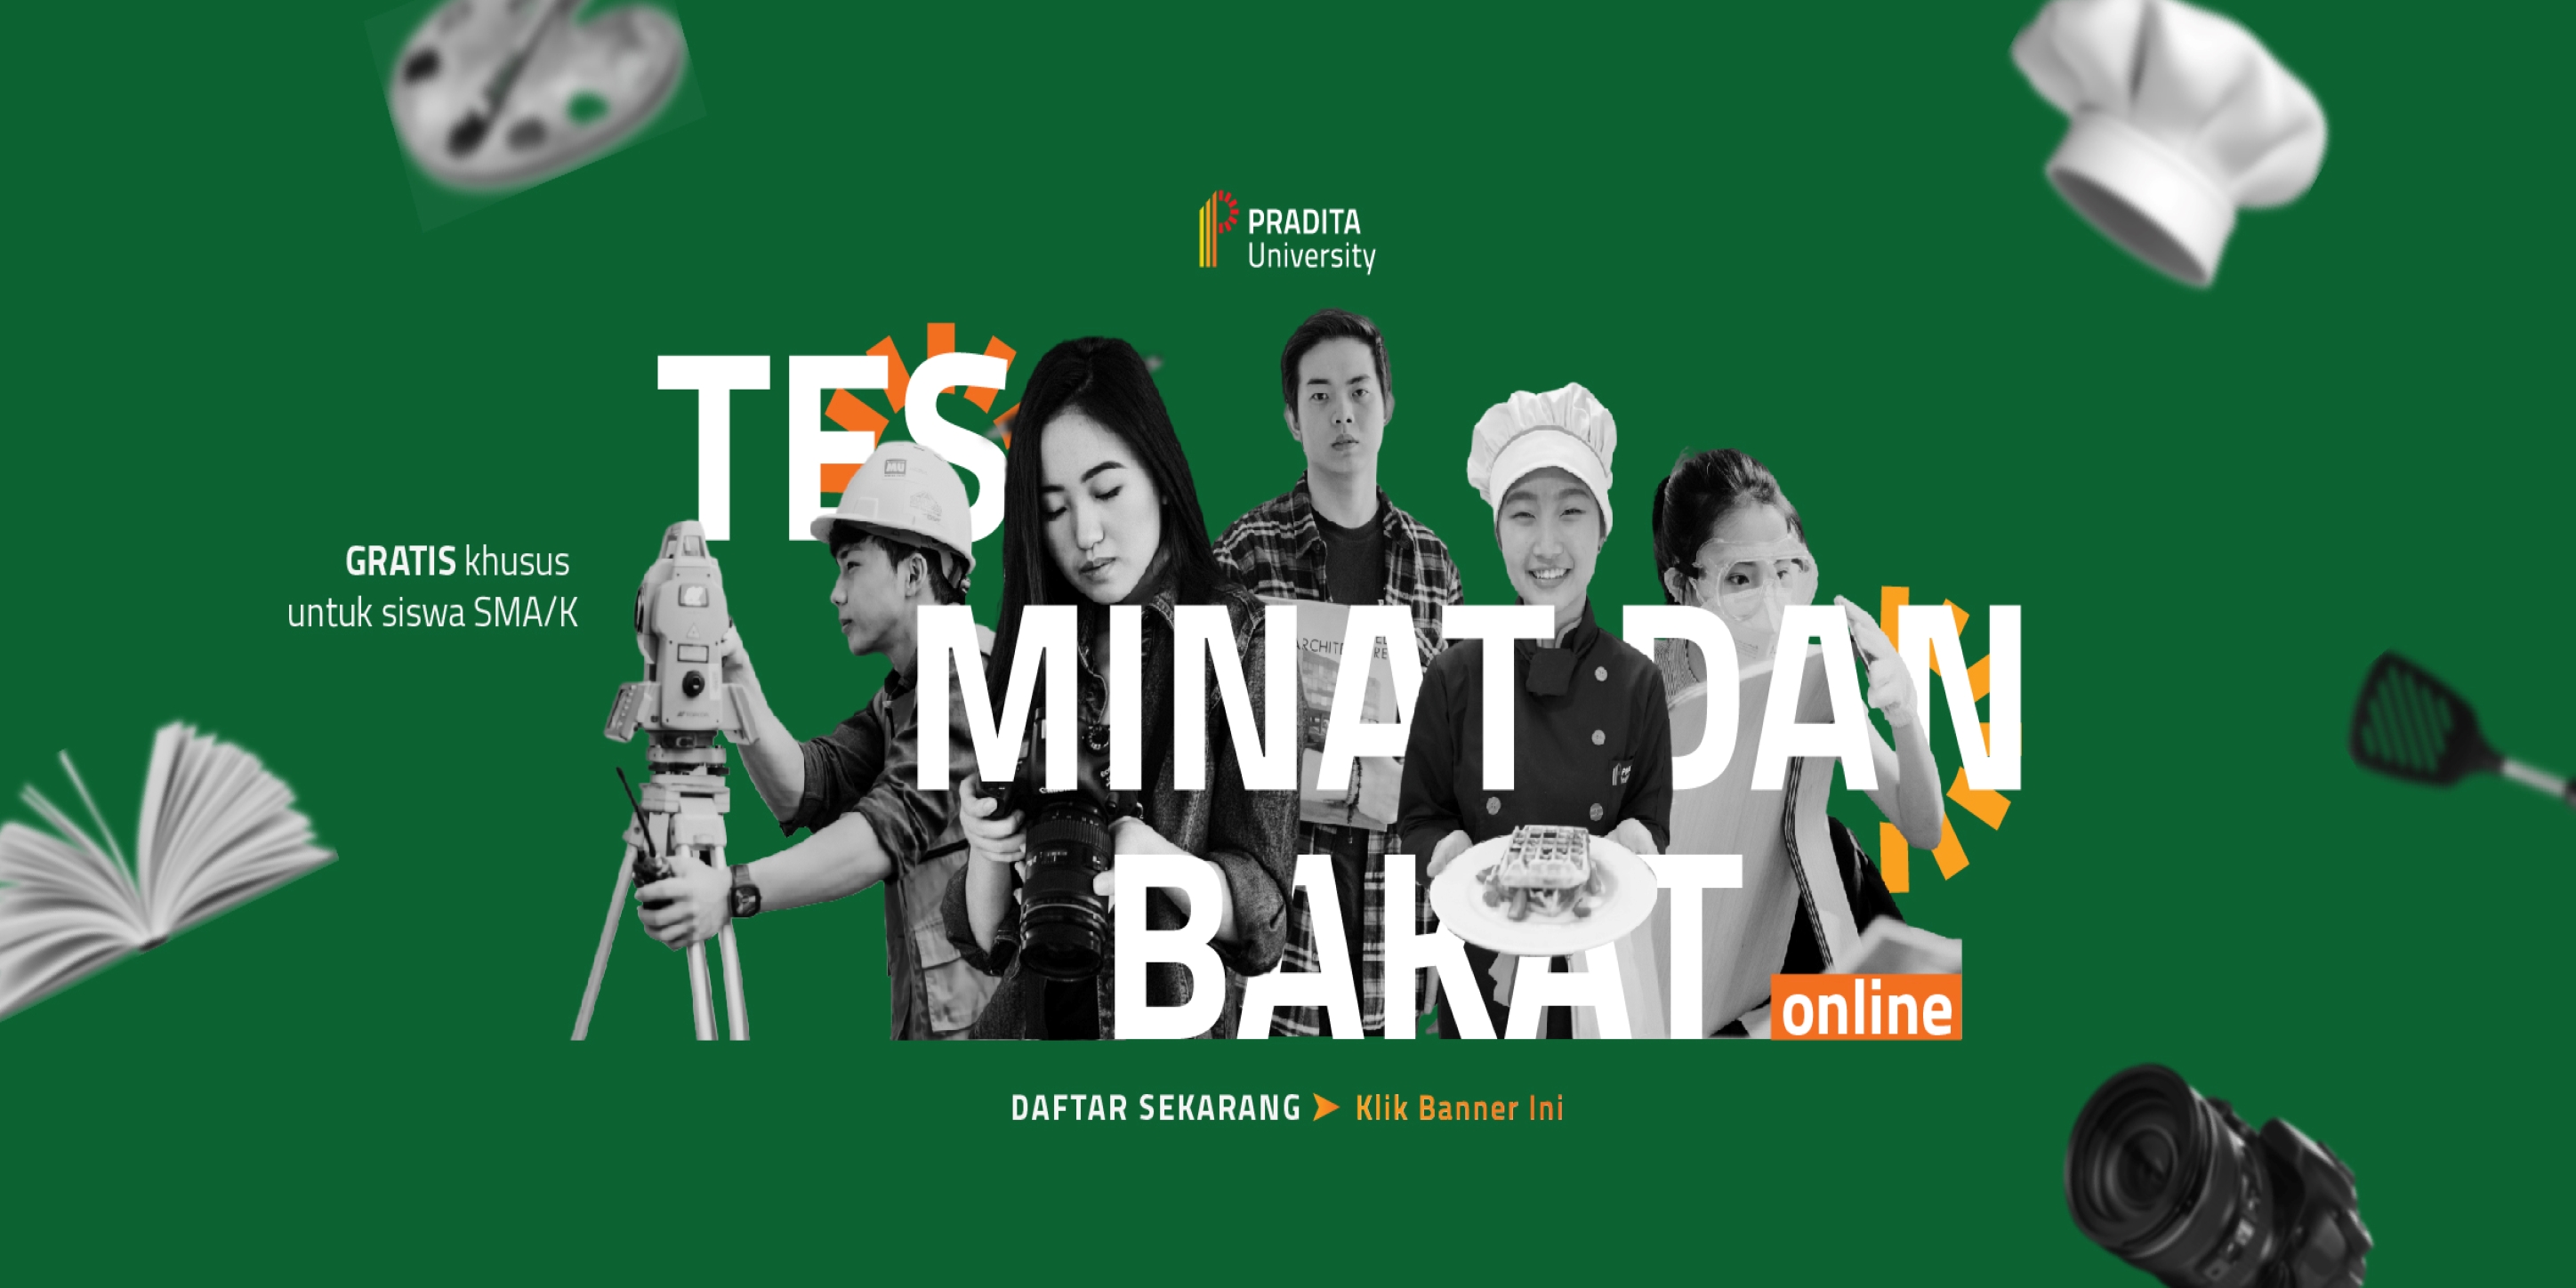 PRADITA
University
TES
GRATIS khusus
untuk siswa SMA/K
MINAT DAN
BAKAT
online
DAFTAR SEKARANG ➤ Klik Banner Ini